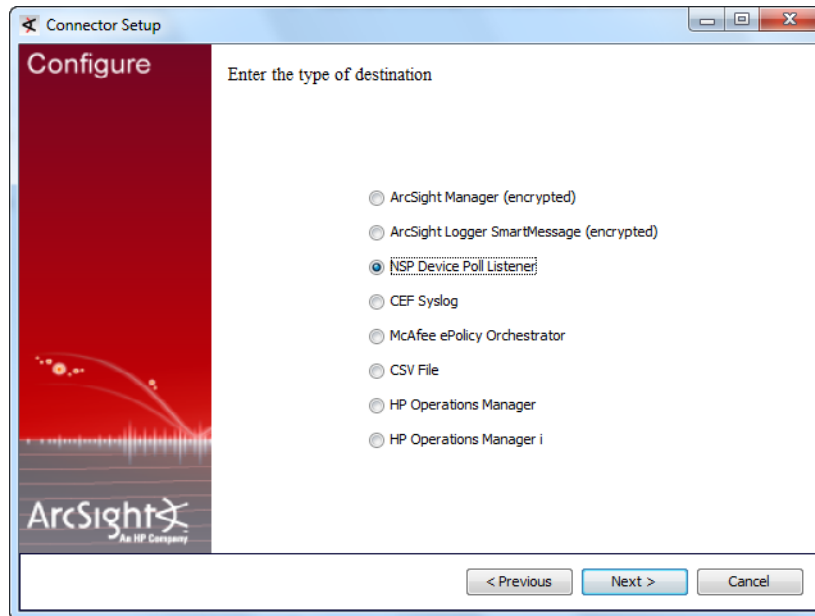 Connector Setup
Configure
Enter the type of destination
ArcSight Manager (encrypted)
ArcSight Logger SmartMessage (encrypted)
NSP Device Poll Listener
CEF Syslog
McAfee ePolicy Orchestrator
CSV File
HP Operations Manager
HP Operations Manager i
ArcSight
An HP Company
< Previous
Next >
Cancel